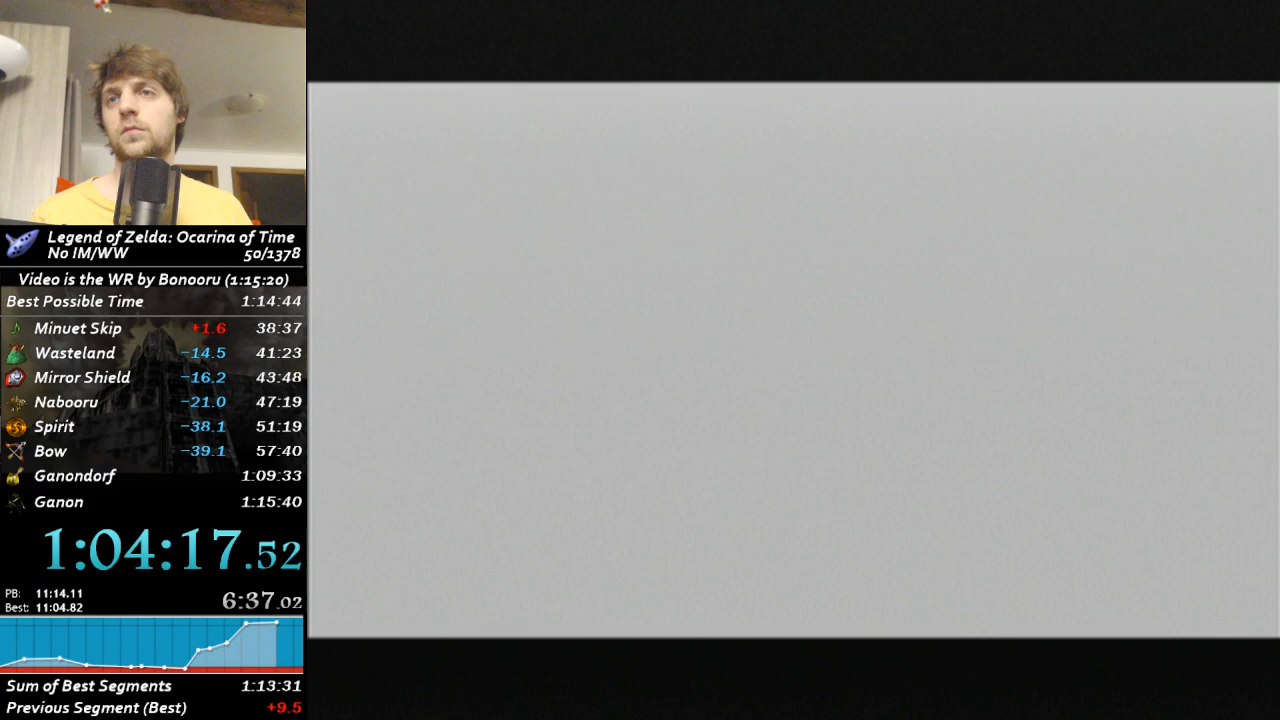 Legend of Zelda: Ocarina of Time
No IM/WW 50/1378
Video is the WR by Bonooru (1:15:20)
Best Possible Time 1:14:44
Minuet Skip +1.6 38:37
Wasteland -14.5 41:23
Mirror Shield -16.2 43:48
Nabooru -21.0 47:19
Spirit -38.1 51:19
Bow -39.1 57:40
Ganondorf 1:09:33
Ganon 1:15:40
1:04:17.52
PB: 11:14.11
Best: 11:04.82
6:37.02
Sum of Best Segments 1:13:31
Previous Segment (Best) +9.5